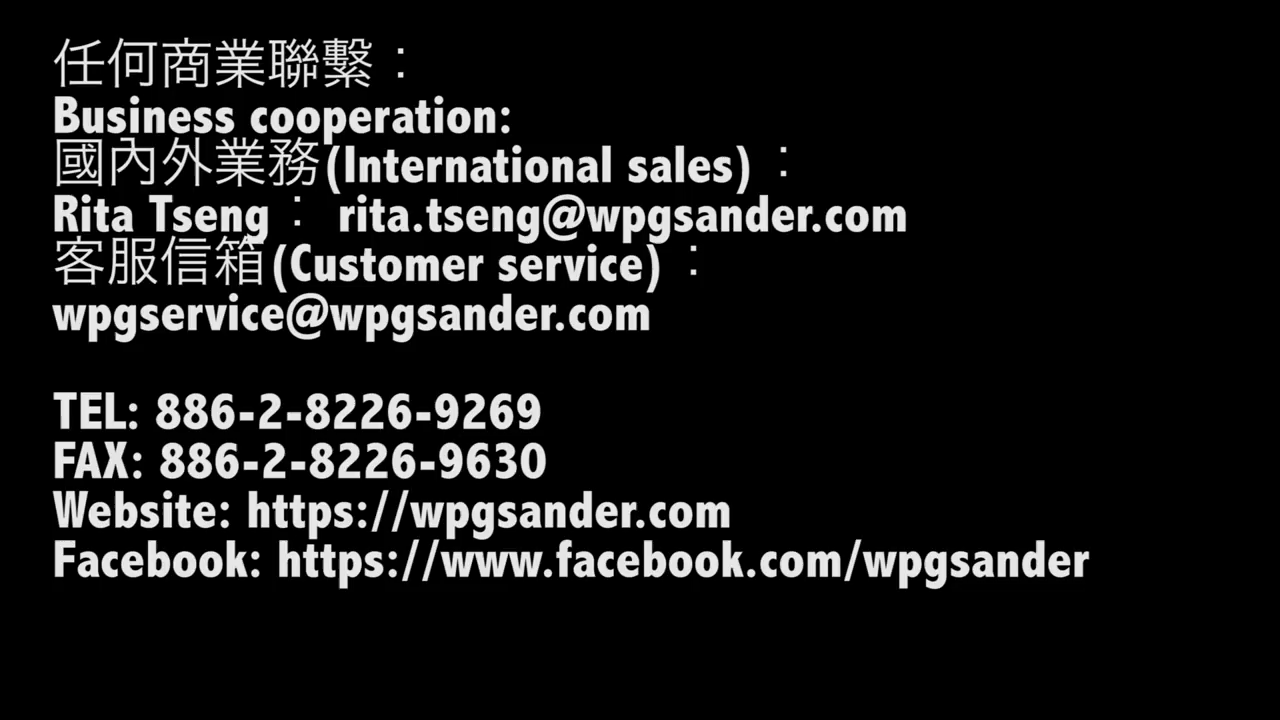 任何商業聯繫：
Business cooperation:
國內外業務(International sales)：
Rita Tseng： rita.tseng@wpgsander.com
客服信箱(Customer service)：
wpgservice@wpgsander.com
TEL: 886-2-8226-9269
FAX: 886-2-8226-9630
Website: https://wpgsander.com
Facebook: https://www.facebook.com/wpgsander